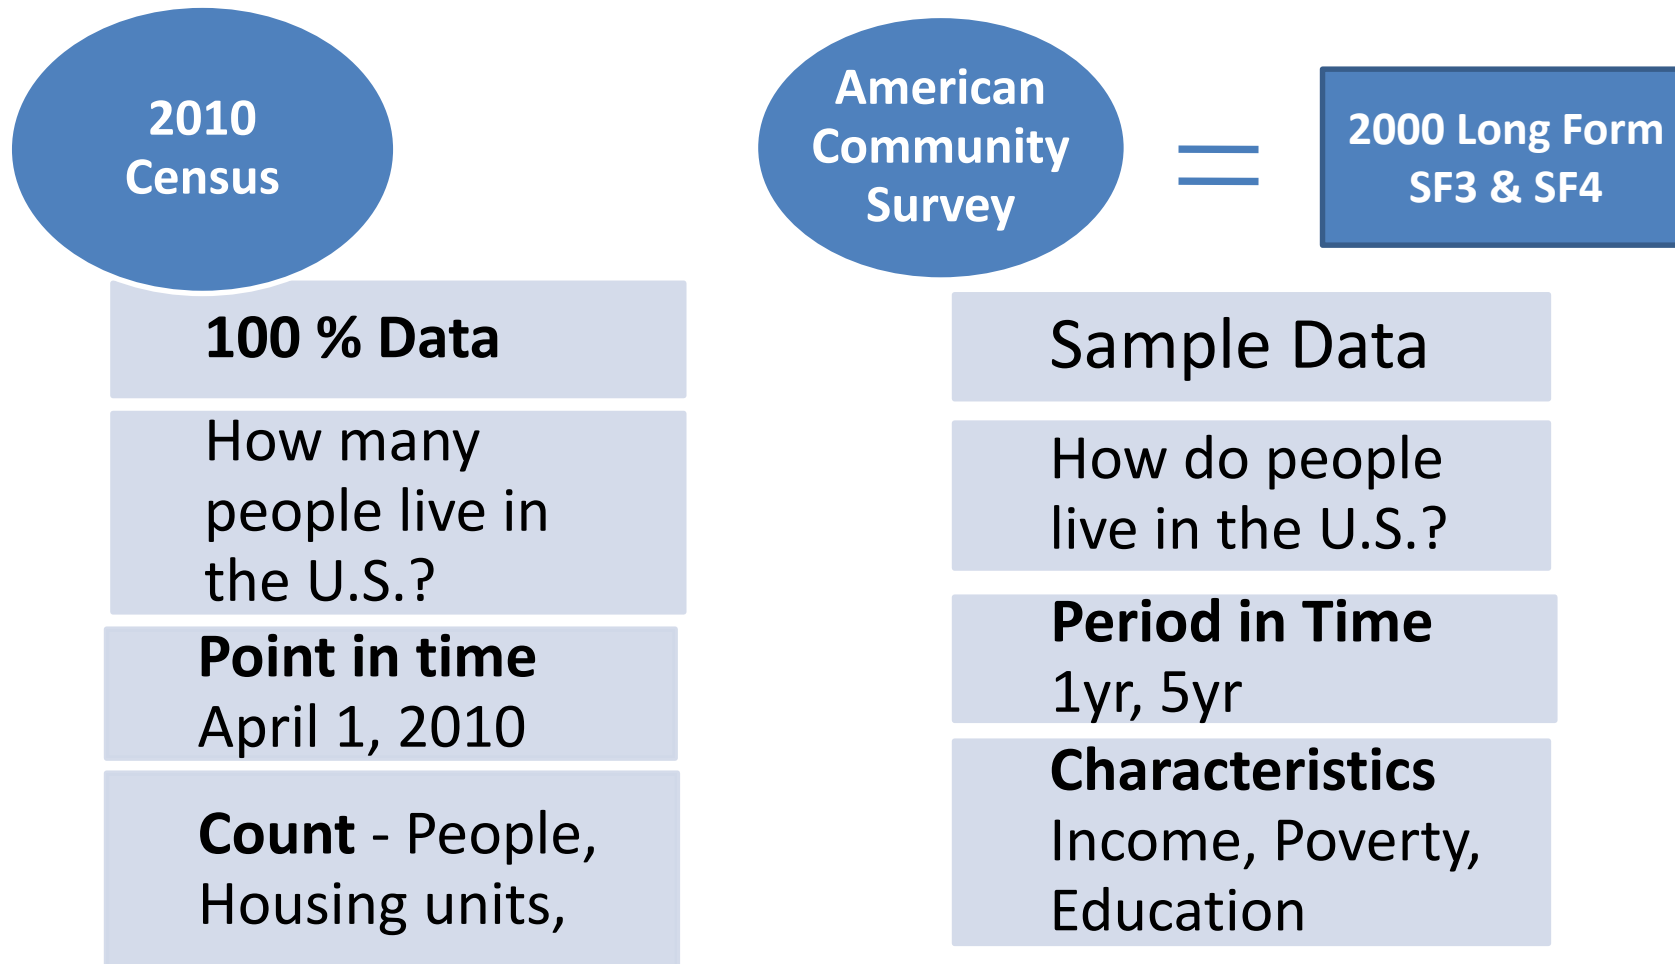 2010
Census
100 % Data
How many
people live in
the U.S.?
Point in time
April 1, 2010
Count - People,
Housing units,
American
Community
Survey
=
2000 Long Form
SF3 & SF4
Sample Data
How do people
live in the U.S.?
Period in Time
1yr, 5yr
Characteristics
Income, Poverty,
Education